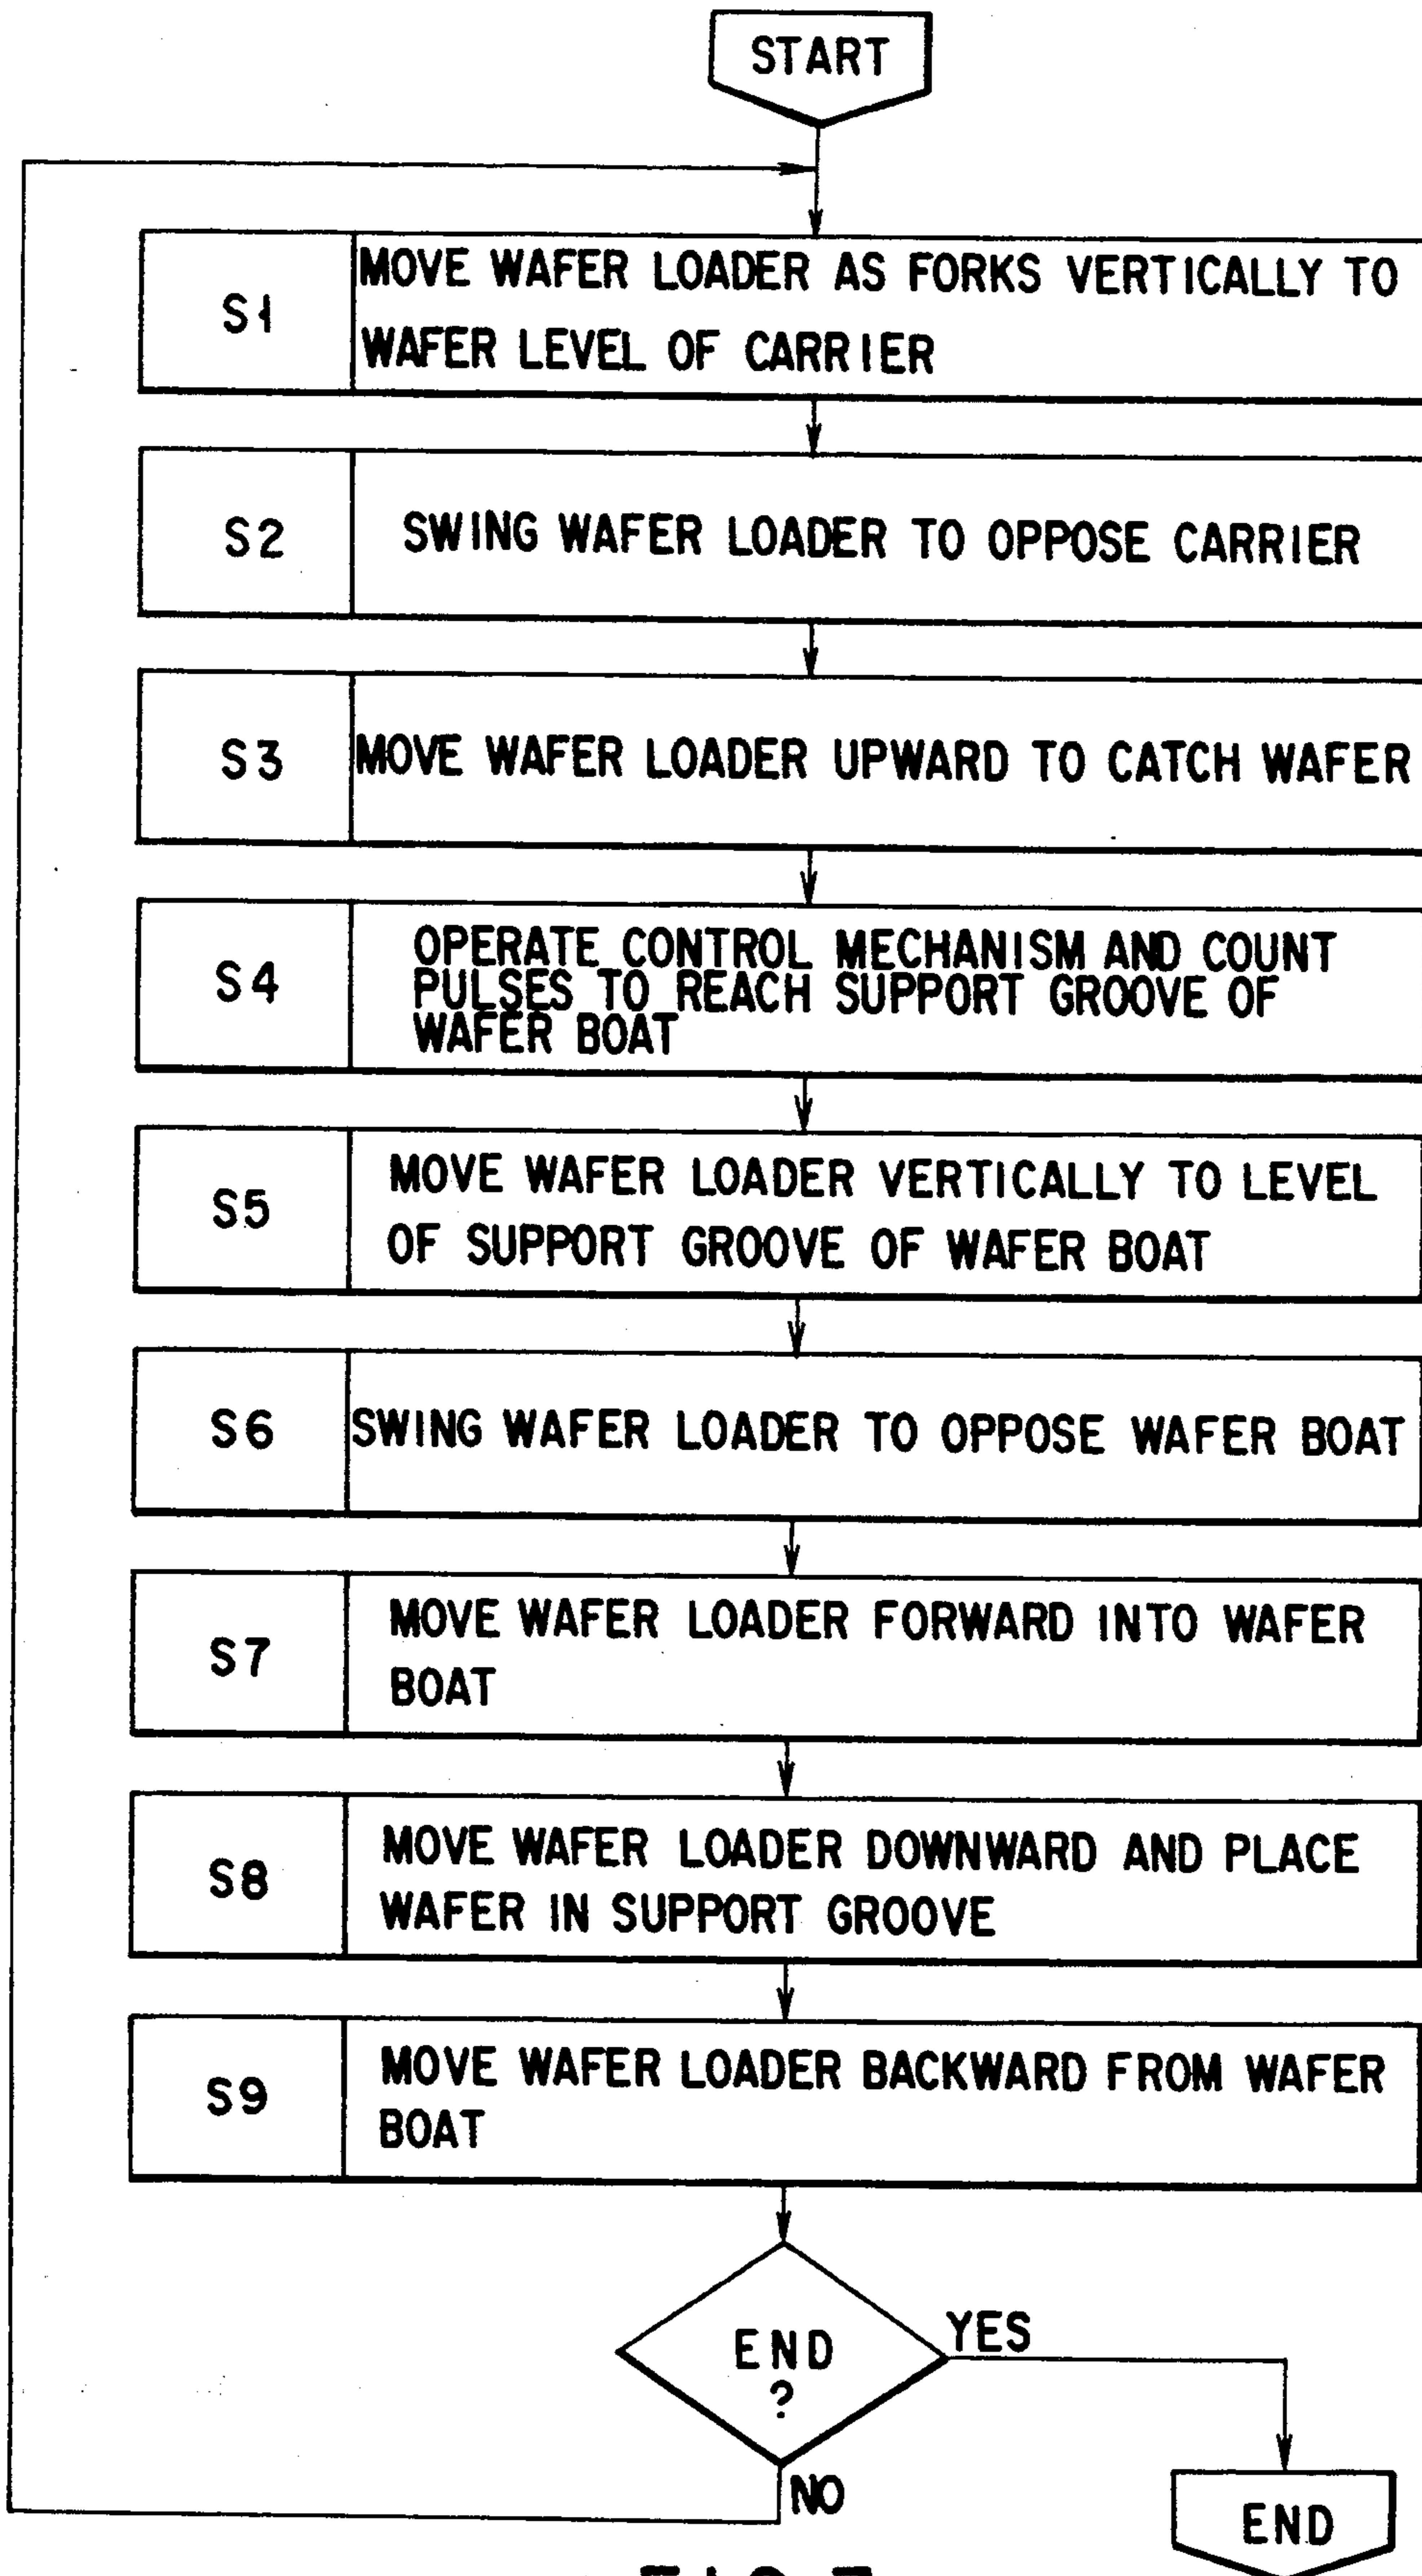 START
S1
MOVE WAFER LOADER AS FORKS VERTICALLY TO
WAFER LEVEL OF CARRIER
S2
SWING WAFER LOADER TO OPPOSE CARRIER
S3
MOVE WAFER LOADER UPWARD TO CATCH WAFER
S4
OPERATE CONTROL MECHANISM AND COUNT
PULSES TO REACH SUPPORT GROOVE OF
WAFER BOAT
S5
MOVE WAFER LOADER VERTICALLY TO LEVEL
OF SUPPORT GROOVE OF WAFER BOAT
S6
SWING WAFER LOADER TO OPPOSE WAFER BOAT
S7
MOVE WAFER LOADER FORWARD INTO WAFER
BOAT
S8
MOVE WAFER LOADER DOWNWARD AND PLACE
WAFER IN SUPPORT GROOVE
S9
MOVE WAFER LOADER BACKWARD FROM WAFER
BOAT
END
?
YES
NO
END